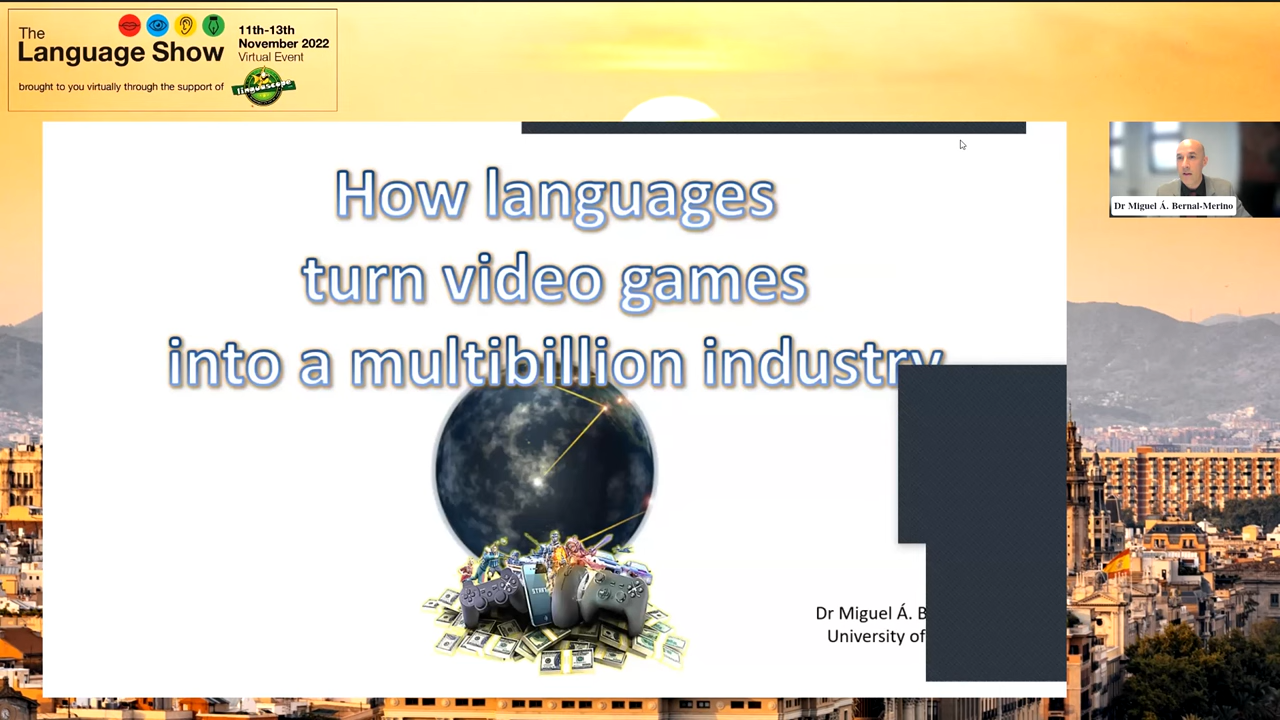 The
Language Show
11th-13th
November 2022
Virtual Event
brought to you virtually through the support of
linguascope
Dr Miguel Á. Bernal-Merino
How languages
turn video games
into a multibillion industry
Dr Miguel Á. B
University of